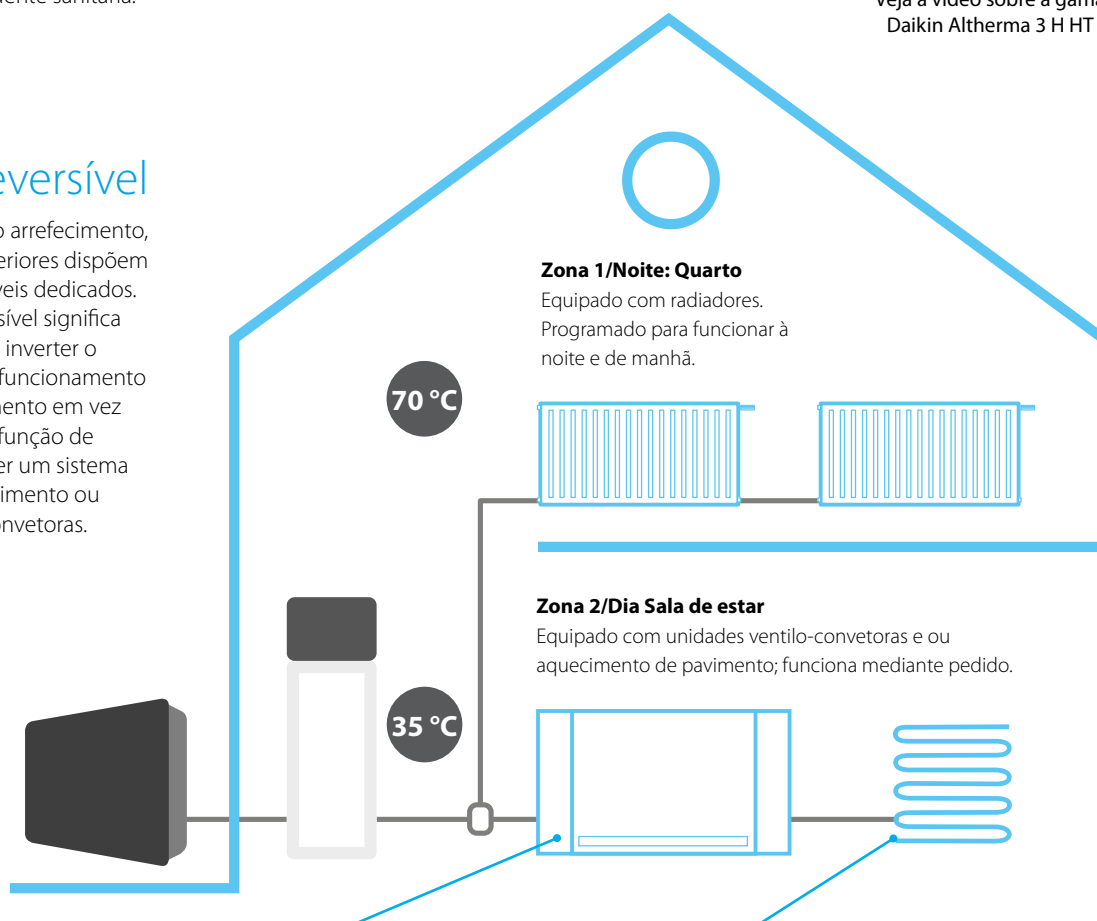 sanitária.
Veja a vídeo sobre a gama
Daikin Altherma 3 H HT
eversível
o arrefecimento,
eriores dispõem
veis dedicados.
sível significa
inverter o
funcionamento
mento em vez
função de
er um sistema
cimento ou
onvetoras.
Zona 1/Noite: Quarto
Equipado com radiadores.
Programado para funcionar à
noite e de manhã.
70 °C
Zona 2/Dia Sala de estar
Equipado com unidades ventilo-convetoras e ou
aquecimento de pavimento; funciona mediante pedido.
35 °C